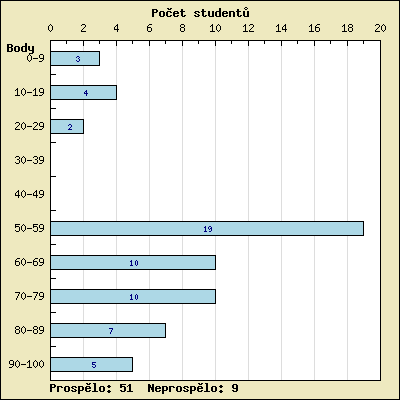 Počet studentů
0 2 4 6 8 10 12 14 16 18 20
Body
0-9 3
10-19 4
20-29 2
30-39
40-49
50-59 19
60-69 10
70-79 10
80-89 7
90-100 5
Prospělo: 51 Neprospělo: 9